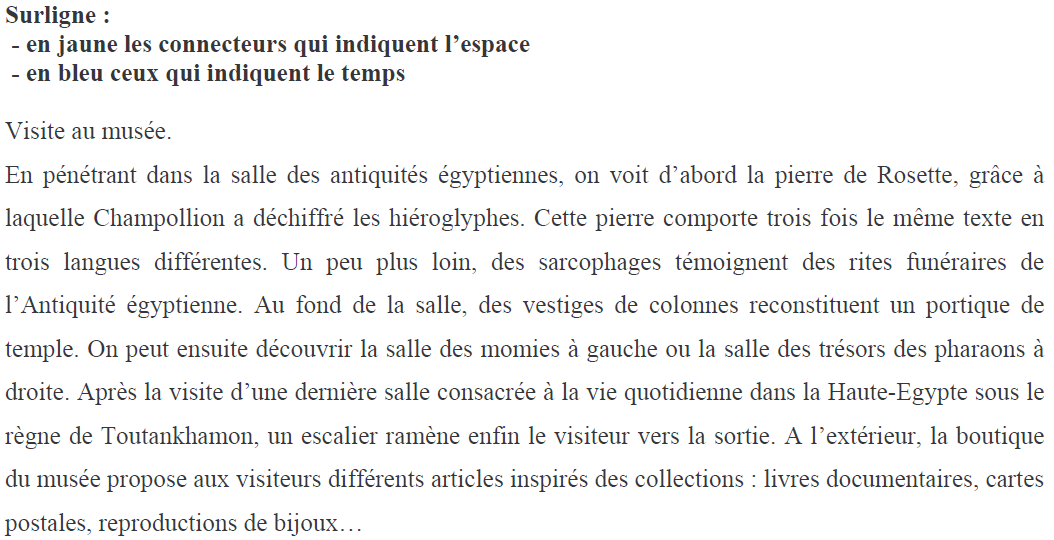 Surligne :
- en jaune les connecteurs qui indiquent l’espace
- en bleu ceux qui indiquent le temps
Visite au musée.
En pénétrant dans la salle des antiquités égyptiennes, on voit d’abord la pierre de Rosette, grâce à
laquelle Champollion a déchiffré les hiéroglyphes. Cette pierre comporte trois fois le même texte en
trois langues différentes. Un peu plus loin, des sarcophages témoignent des rites funéraires de
l’Antiquité égyptienne. Au fond de la salle, des vestiges de colonnes reconstituent un portique de
temple. On peut ensuite découvrir la salle des momies à gauche ou la salle des trésors des pharaons à
droite. Après la visite d’une dernière salle consacrée à la vie quotidienne dans la Haute-Egypte sous le
règne de Toutankhamon, un escalier ramène enfin le visiteur vers la sortie. A l’extérieur, la boutique
du musée propose aux visiteurs différents articles inspirés des collections : livres documentaires, cartes
postales, reproductions de bijoux…